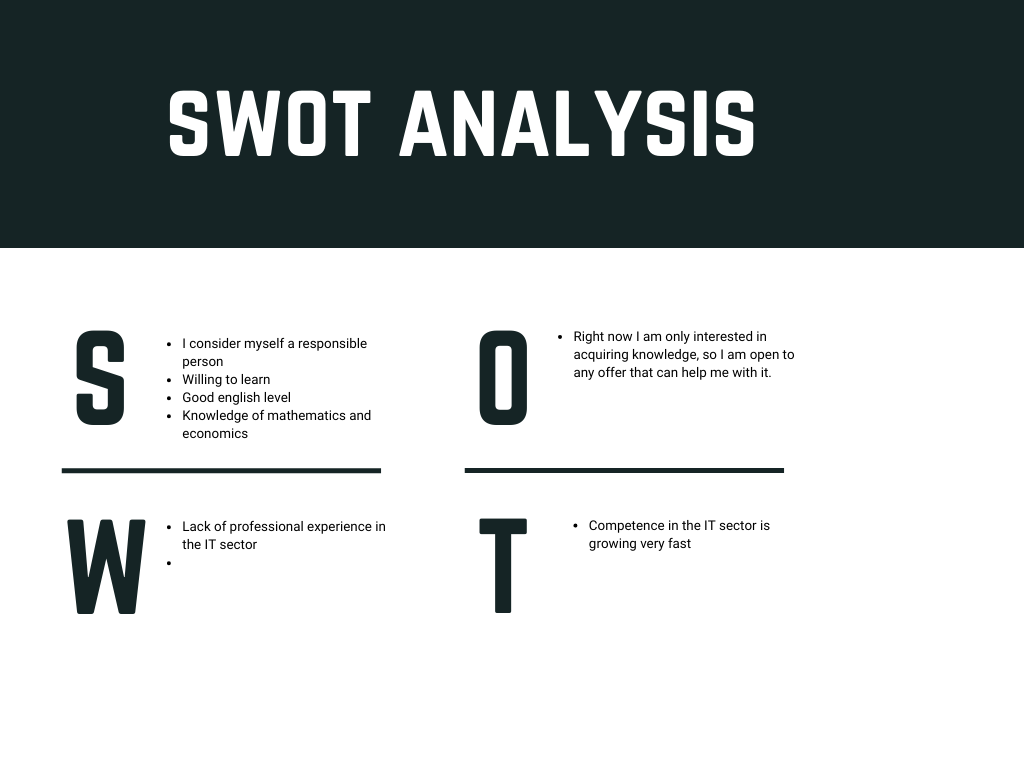 SWOT ANALYSIS
S
• I consider myself a responsible
person
• Willing to learn
• Good english level
• Knowledge of mathematics and
economics
O
• Right now I am only interested in
acquiring knowledge, so I am open to
any offer that can help me with it.
W
• Lack of professional experience in
the IT sector
•
T
• Competence in the IT sector is
growing very fast